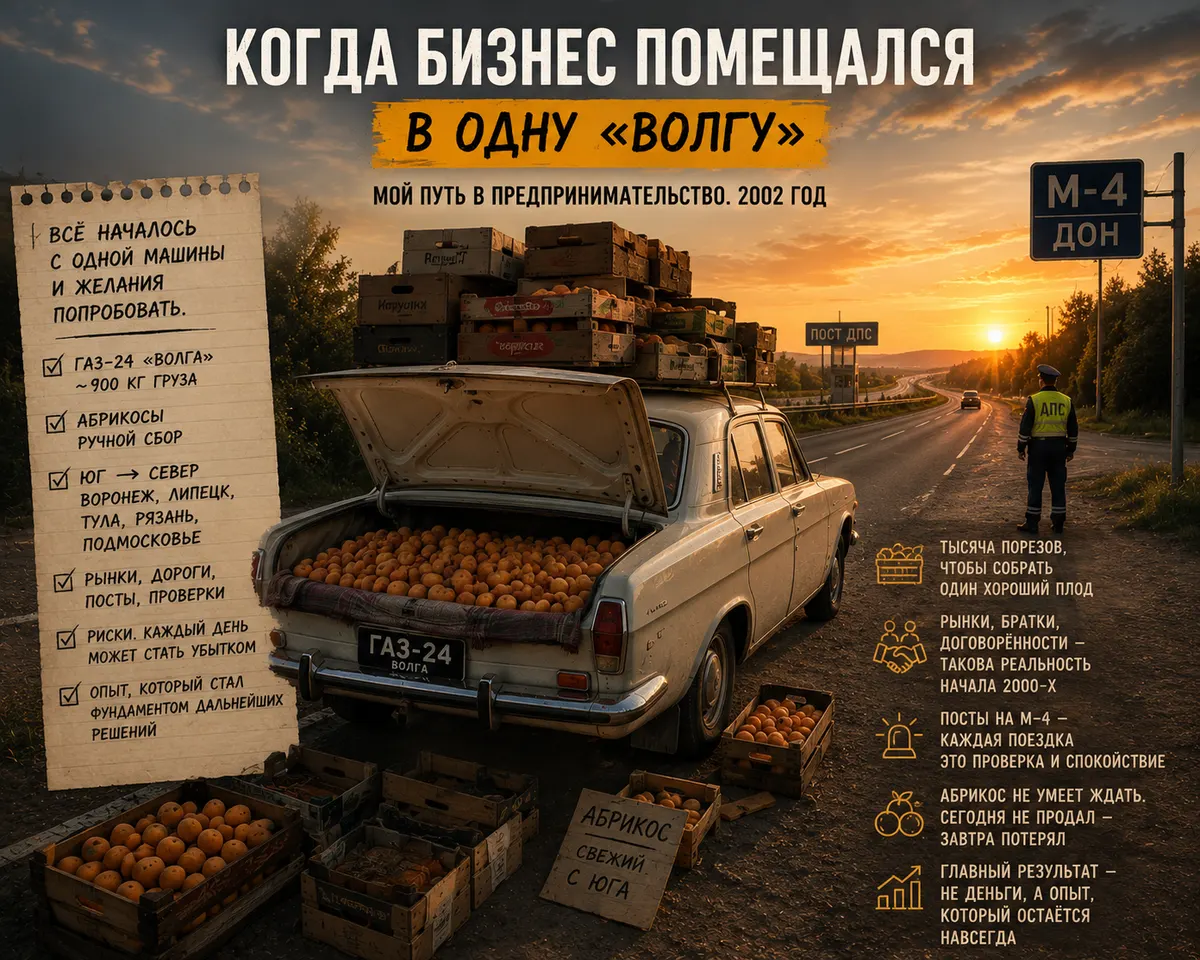 КОГДА БИЗНЕС ПОМЕЩАЛСЯ
В ОДНУ «ВОЛГУ»
МОЙ ПУТЬ В ПРЕДПРИНИМАТЕЛЬСТВО. 2002 ГОД
ВСЁ НАЧАЛОСЬ
С ОДНОЙ МАШИНЫ
И ЖЕЛАНИЯ
ПОПРОБОВАТЬ.
ГАЗ-24 «ВОЛГА»
~900 КГ ГРУЗА
АБРИКОСЫ
РУЧНОЙ СБОР
ЮГ → СЕВЕР
ВОРОНЕЖ, ЛИПЕЦК,
ТУЛА, РЯЗАНЬ,
ПОДМОСКОВЬЕ
РЫНКИ, ДОРОГИ,
ПОСТЫ, ПРОВЕРКИ
РИСКИ. КАЖДЫЙ ДЕНЬ
МОЖЕТ СТАТЬ УБЫТКОМ
ОПЫТ, КОТОРЫЙ СТАЛ
ФУНДАМЕНТОМ ДАЛЬНЕЙШИХ
РЕШЕНИЙ
М-4
ДОН
ПОСТ ДПС
ДПС
ГАЗ-24
ВОЛГА
АБРИКОС
СВЕЖИЙ
С ЮГА
ТЫСЯЧА ПОРЕЗОВ,
ЧТОБЫ СОБРАТЬ
ОДИН ХОРОШИЙ ПЛОД
РЫНКИ, БРАТКИ,
ДОГОВОРЁННОСТИ –
ТАКОВА РЕАЛЬНОСТЬ
НАЧАЛА 2000-Х
ПОСТЫ НА М-4 –
КАЖДАЯ ПОЕЗДКА
ЭТО ПРОВЕРКА И СПОКОЙСТВИЕ
АБРИКОС НЕ УМЕЕТ ЖДАТЬ.
СЕГОДНЯ НЕ ПРОДАЛ –
ЗАВТРА ПОТЕРЯЛ
ГЛАВНЫЙ РЕЗУЛЬТАТ –
НЕ ДЕНЬГИ, А ОПЫТ,
КОТОРЫЙ ОСТАЁТСЯ
НАВСЕГДА